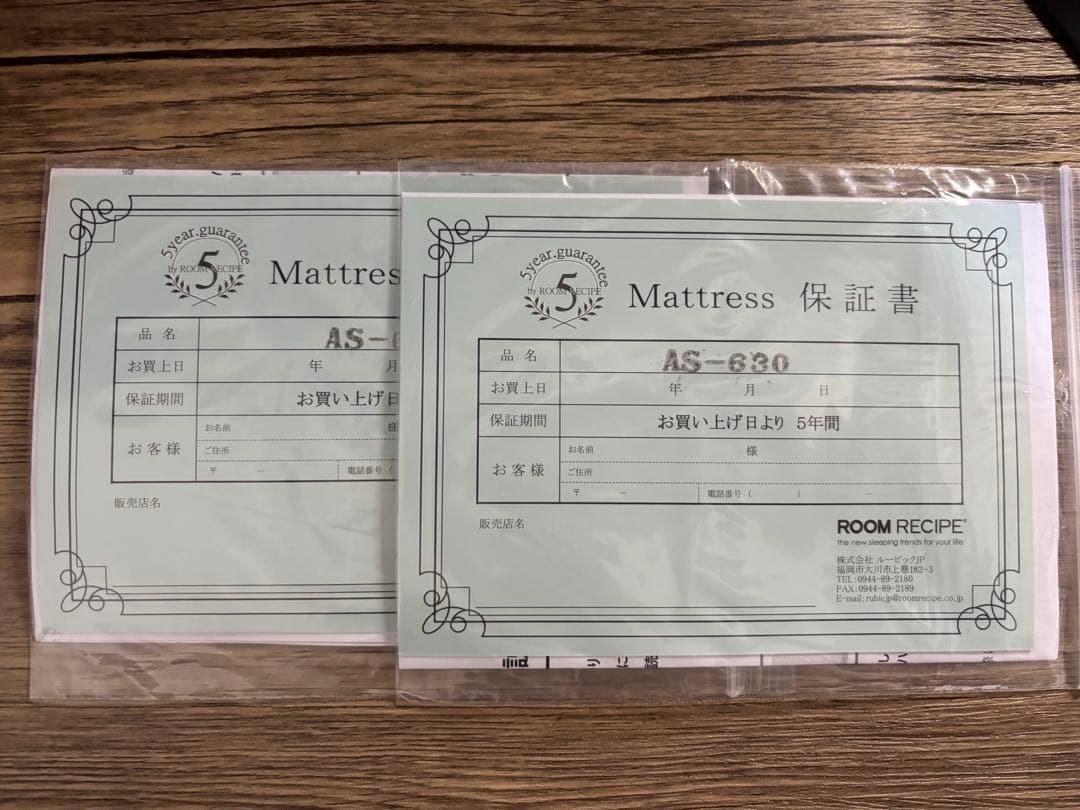 5year.guarantee
by ROOM RECIPE
5
Mattres
品 名
AS-
お買上日 年 月
保証期間 お買い上げ日
お客様
お名前 様
ご住所
〒 － 電話番号 (
販売店名
5year.guarantee
by ROOM RECIPE
5
Mattress 保証書
品 名 AS-630
お買上日 年 月 日
保証期間 お買い上げ日より 5年間
お客様
お名前 様
ご住所
〒 － 電話番号 ( ) －
販売店名
ROOM RECIPE®
the new sleeping trends for your life
株式会社 ルービックJP
福岡市大川市上巻182-3
TEL:0944-89-2180
FAX:0944-89-2189
E-mail:rubicjp@roomrecipe.co.jp
り に 読